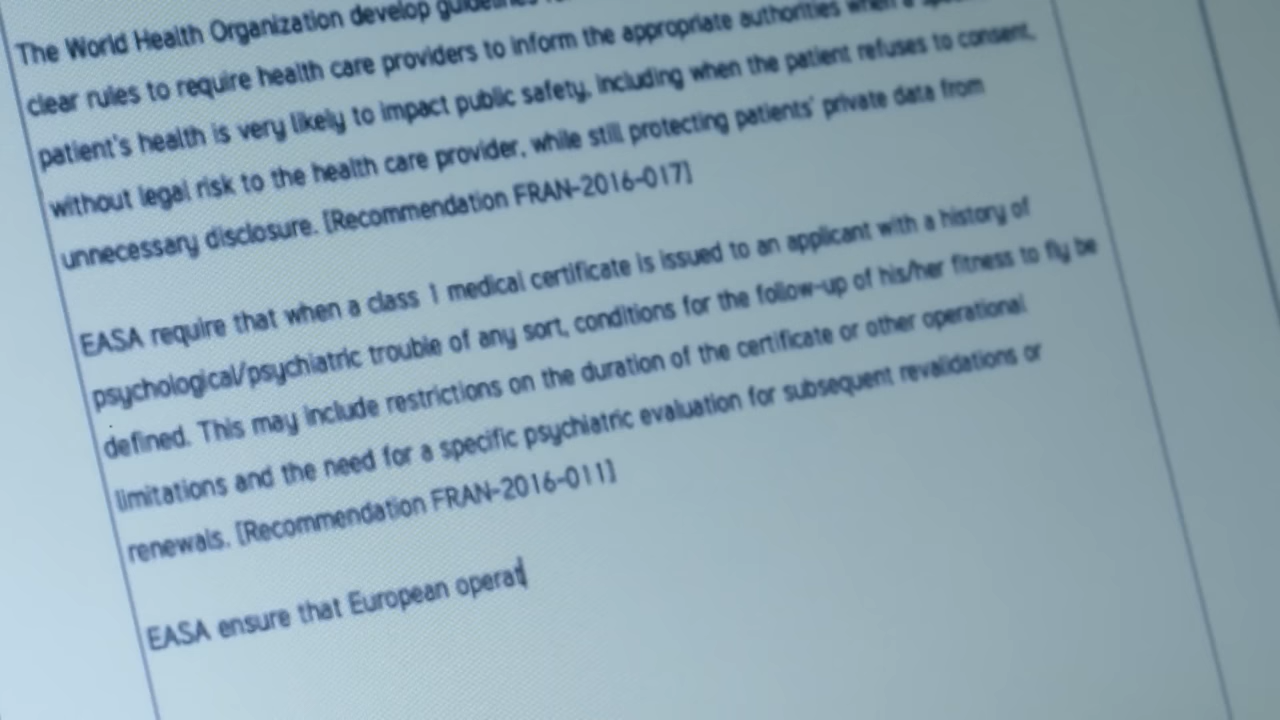 The World Health Organization develop guidelines
clear rules to require health care providers to inform the appropriate authorities when a
patient's health is very likely to impact public safety, including when the patient refuses to consent,
without legal risk to the health care provider, while still protecting patients' private data from
unnecessary disclosure. [Recommendation FRAN-2016-017]
EASA require that when a class 1 medical certificate is issued to an applicant with a history of
psychological/psychiatric trouble of any sort, conditions for the follow-up of his/her fitness to fly be
defined. This may include restrictions on the duration of the certificate or other operational
limitations and the need for a specific psychiatric evaluation for subsequent revalidations or
renewals. [Recommendation FRAN-2016-011]
EASA ensure that European operat